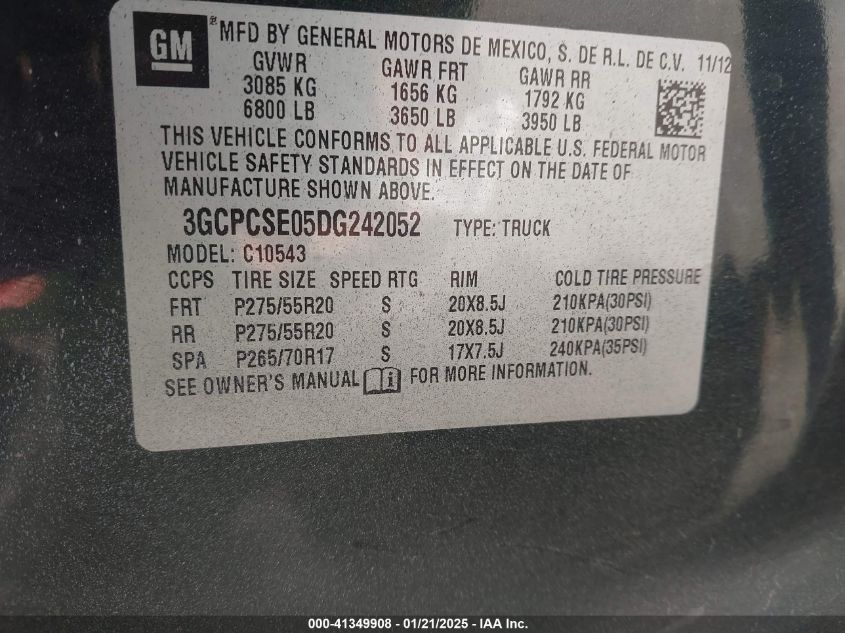 GM
® MFD BY GENERAL MOTORS DE MEXICO, S. DE R.L. DE C.V. 11/12
GVWR GAWR FRT GAWR RR
3085 KG 1656 KG 1792 KG
6800 LB 3650 LB 3950 LB
THIS VEHICLE CONFORMS TO ALL APPLICABLE U.S. FEDERAL MOTOR
VEHICLE SAFETY STANDARDS IN EFFECT ON THE DATE OF
MANUFACTURE SHOWN ABOVE.
3GCPCSE05DG242052 TYPE: TRUCK
MODEL: C10543
CCPS TIRE SIZE SPEED RTG RIM COLD TIRE PRESSURE
FRT P275/55R20 S 20X8.5J 210KPA(30PSI)
RR P275/55R20 S 20X8.5J 210KPA(30PSI)
SPA P265/70R17 S 17X7.5J 240KPA(35PSI)
SEE OWNER'S MANUAL FOR MORE INFORMATION.
000-41349908 - 01/21/2025 - IAA Inc.